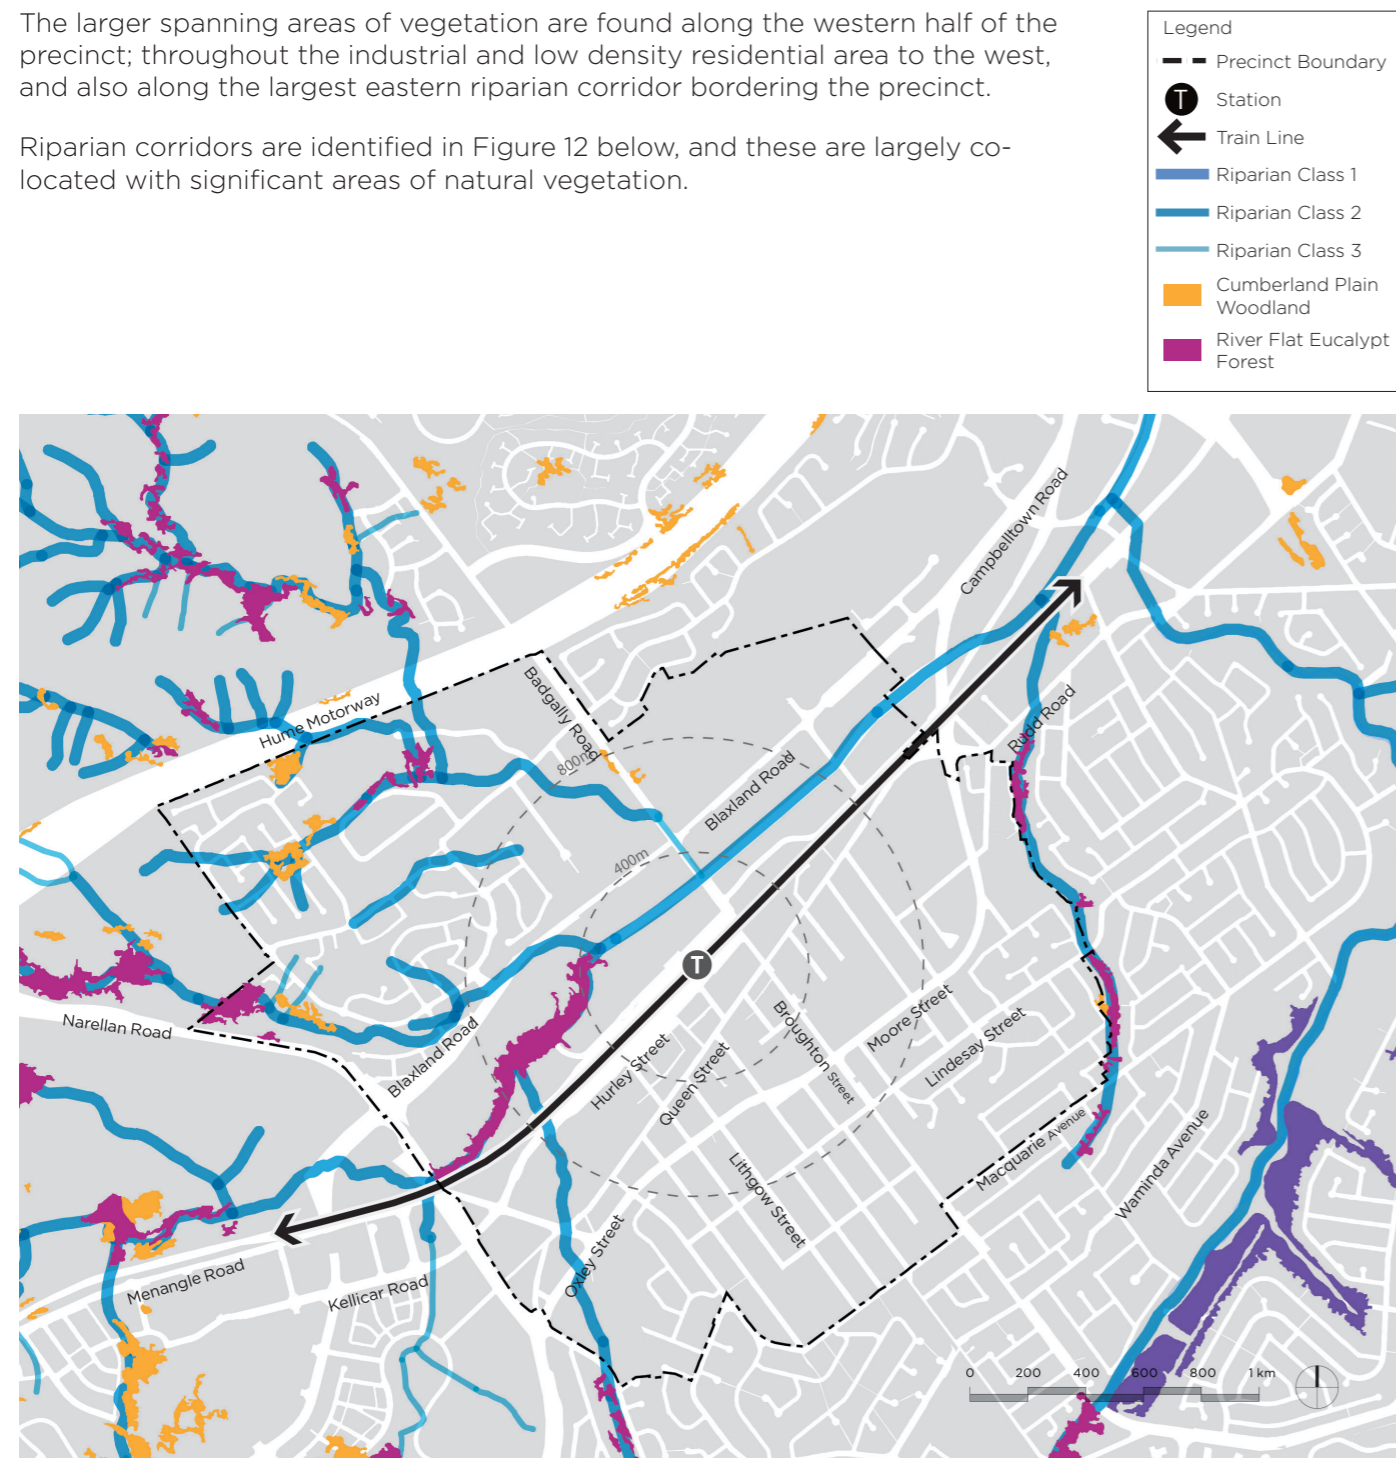 The larger spanning areas of vegetation are found along the western half of the
precinct; throughout the industrial and low density residential area to the west,
and also along the largest eastern riparian corridor bordering the precinct.
Riparian corridors are identified in Figure 12 below, and these are largely co-
located with significant areas of natural vegetation.
Legend
Precinct Boundary
T
Station
Train Line
Riparian Class 1
Riparian Class 2
Riparian Class 3
Cumberland Plain
Woodland
River Flat Eucalypt
Forest
Campbelltown Road
Hume Motorway
Badgally Road
Rudd Road
800m
Blaxland Road
400m
T
Narellan Road
Blaxland Road
Hurley Street
Queen Street
Broughton Street
Moore Street
Lindesay Street
Macquarie Avenue
Waminda Avenue
Lithgow Street
Oxley Street
Menangle Road
Kellicar Road
0 200 400 600 800 1 km